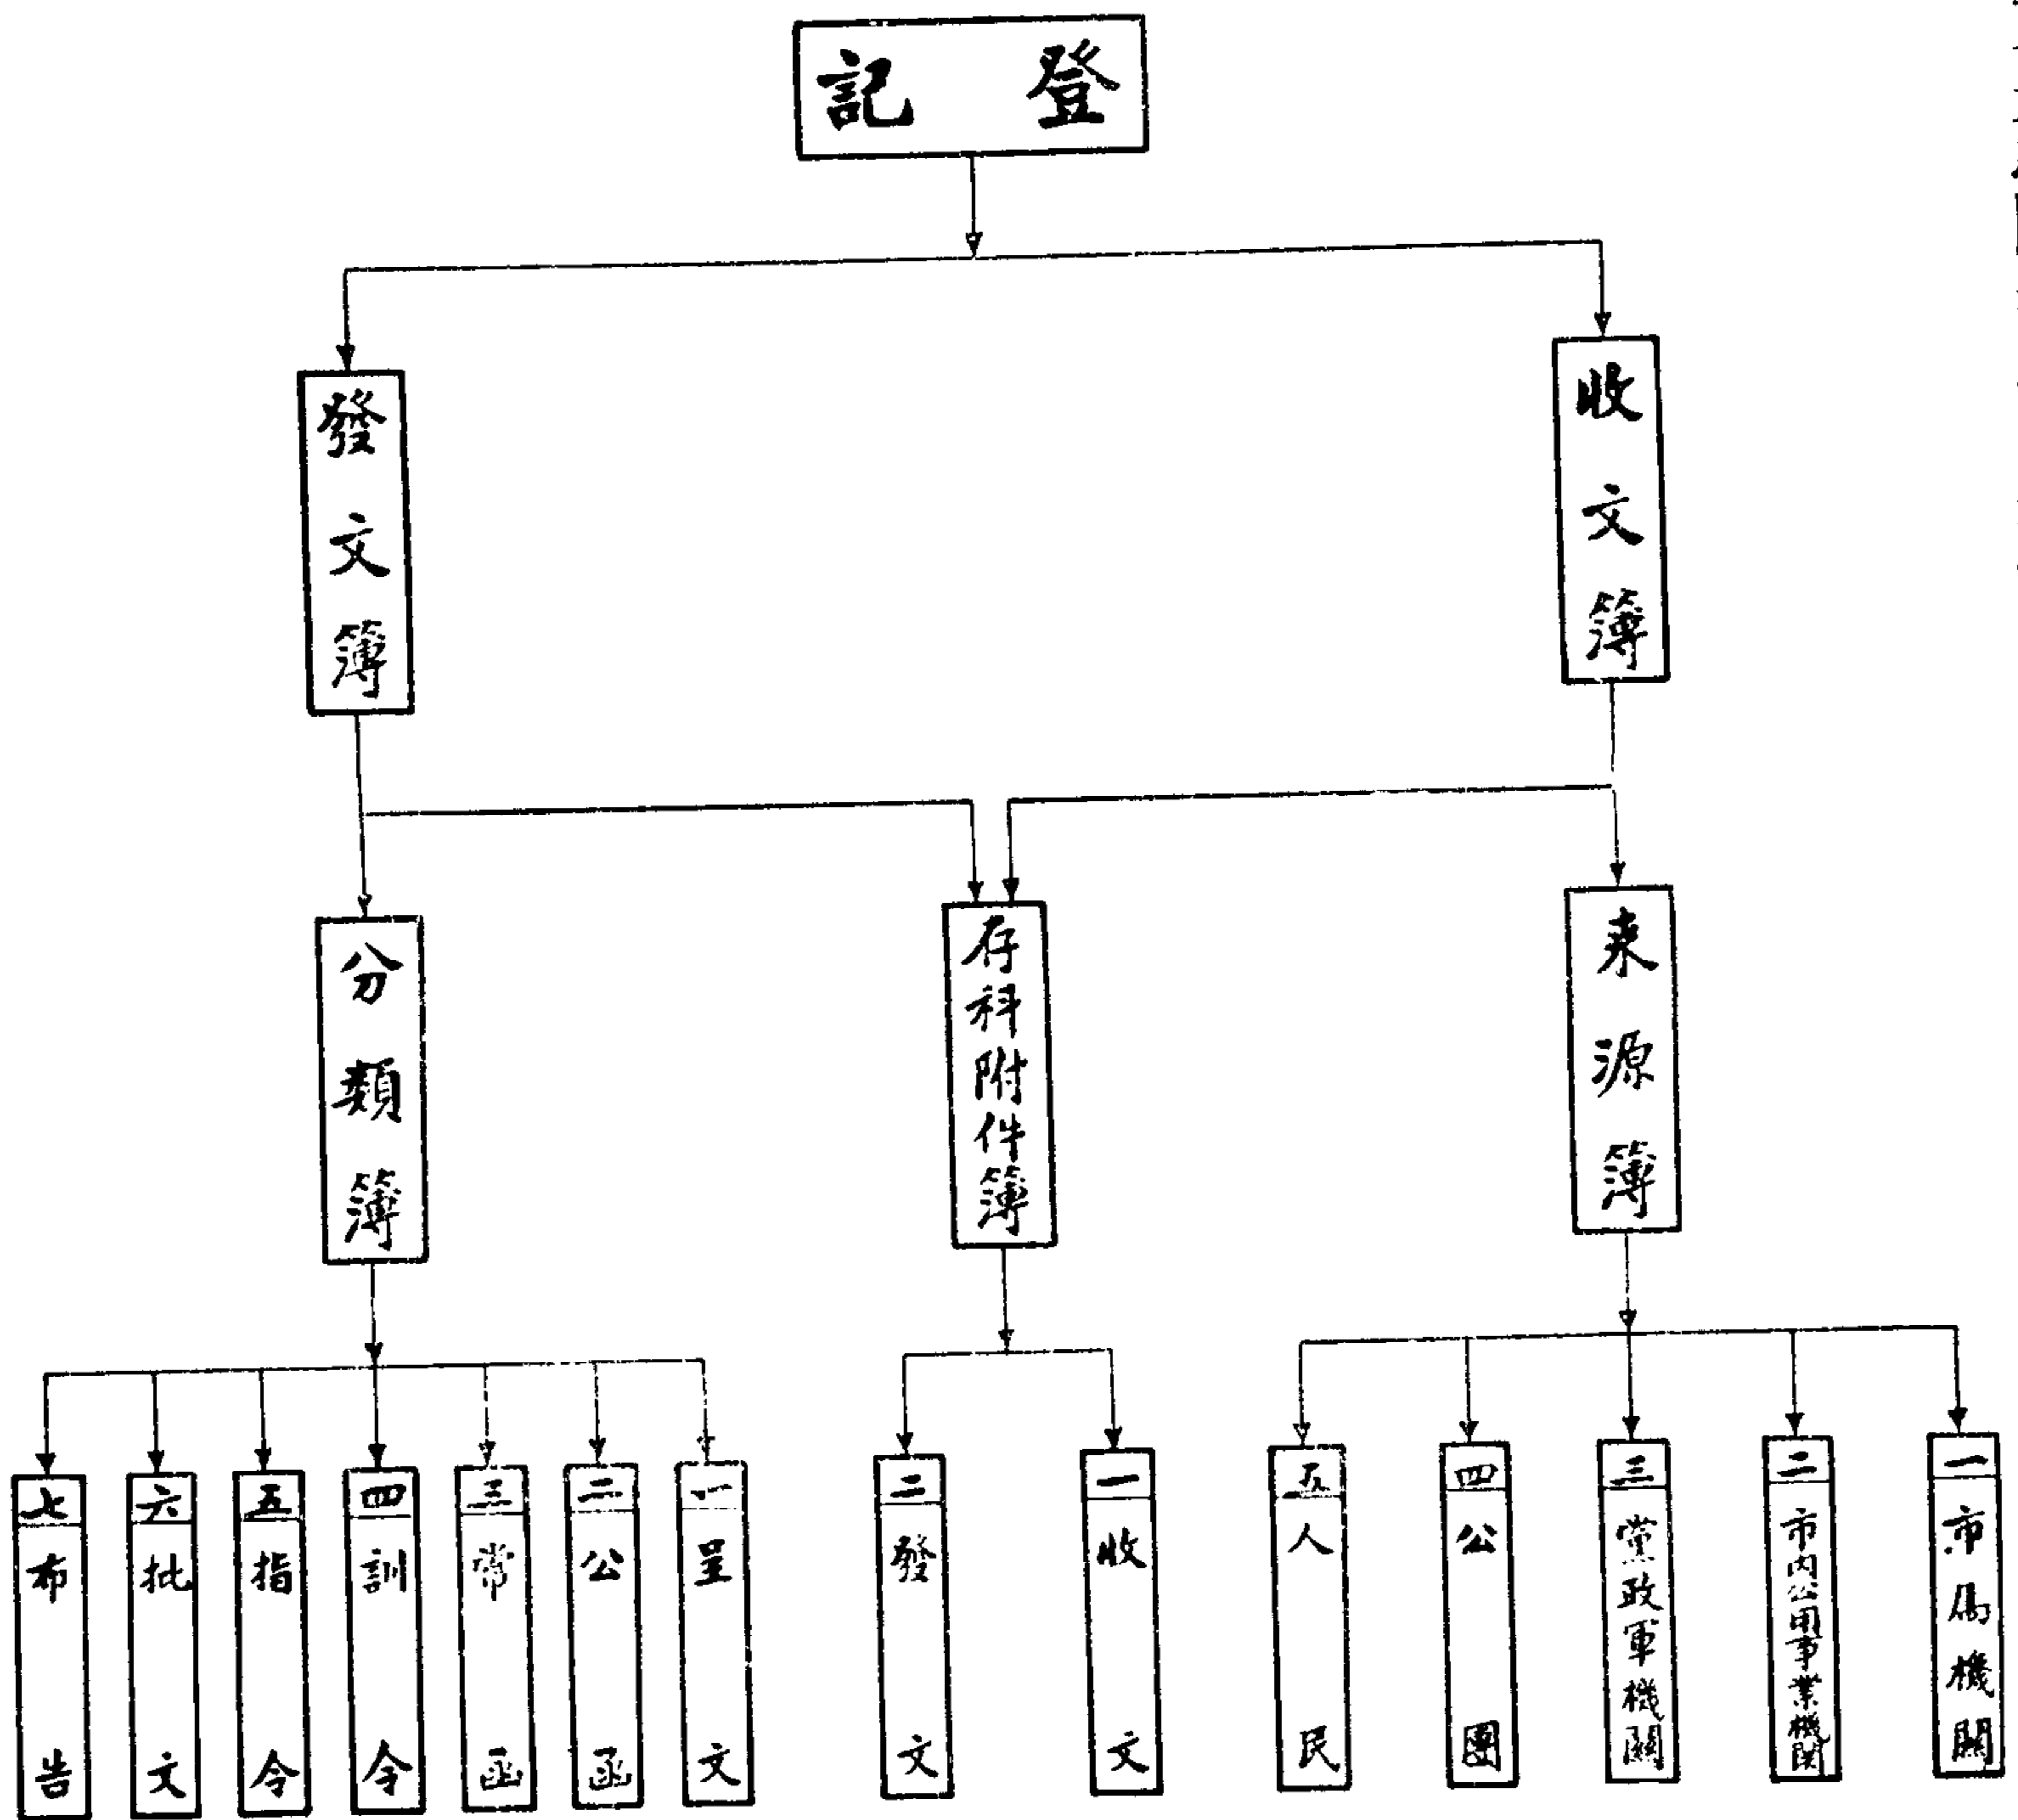 登記
收文簿
發文簿
來源簿
存科附件簿
分類簿
一 市屬機關
二 市內公用事業機関
三 黨政軍機關
四 公團
五 人民
一 收文
二 發文
一 呈文
二 公函
三 常函
四 訓令
五 指令
六 批文
七 布告